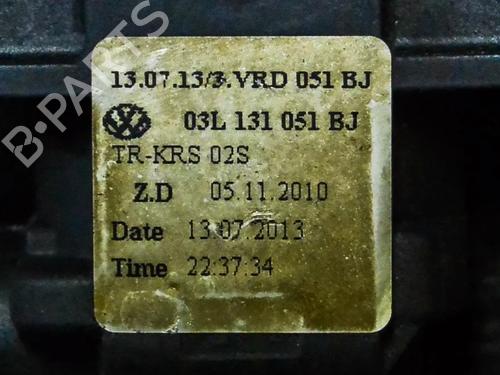 B-PARTS
13.07.13/3.VRD 051 BJ
03L 131 051 BJ
TR-KRS 02S
Z.D 05.11.2010
Date 13.07.2013
Time 22:37:34